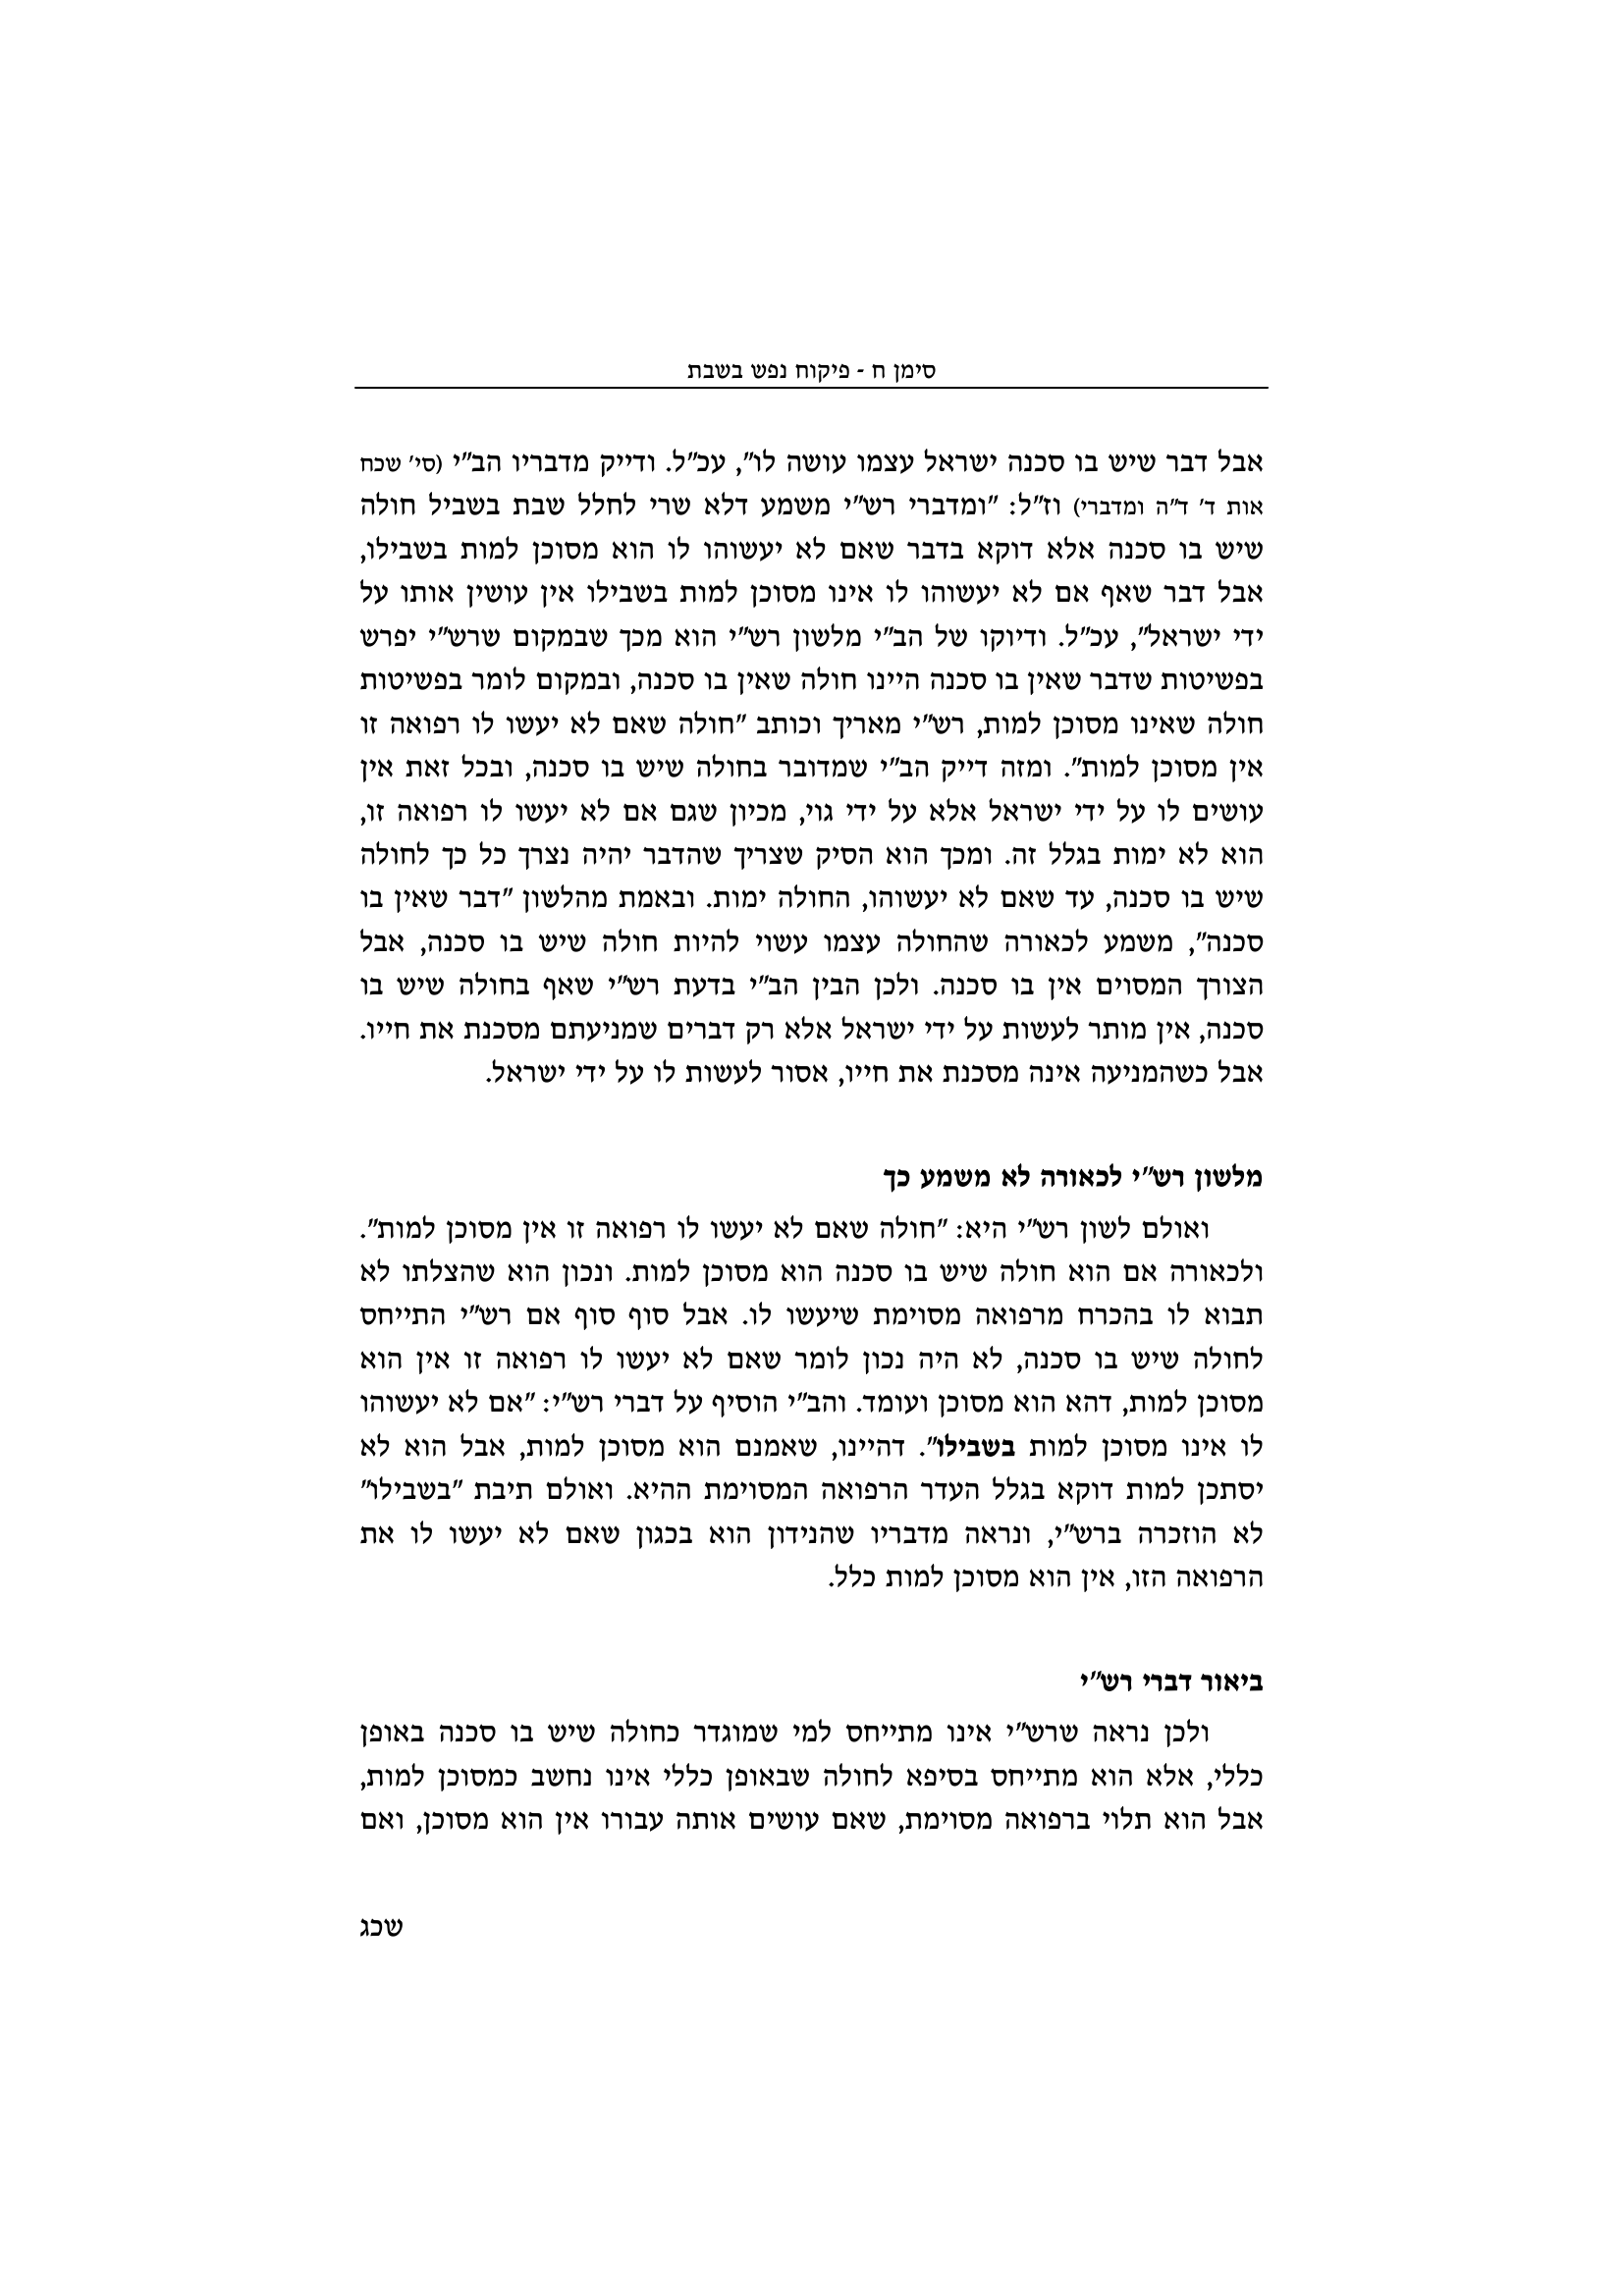 סימן ח - פיקוח נפש בשבת
אבל דבר שיש בו סכנה ישראל עצמו עושה לו", עכ"ל. ודייק מדבריו הב"י (סי' שכח
אות ד' ד"ה ומדברי) וז"ל: "ומדברי רש"י משמע דלא שרי לחלל שבת בשביל חולה
שיש בו סכנה אלא דוקא בדבר שאם לא יעשוהו לו הוא מסוכן למות בשבילו,
אבל דבר שאף אם לא יעשוהו לו אינו מסוכן למות בשבילו אין עושין אותו על
ידי ישראל", עכ"ל. ודיוקו של הב"י מלשון רש"י הוא מכך שבמקום שרש"י יפרש
בפשיטות שדבר שאין בו סכנה היינו חולה שאין בו סכנה, ובמקום לומר בפשיטות
חולה שאינו מסוכן למות, רש"י מאריך וכותב "חולה שאם לא יעשו לו רפואה זו
אין מסוכן למות". ומזה דייק הב"י שמדובר בחולה שיש בו סכנה, ובכל זאת אין
עושים לו על ידי ישראל אלא על ידי גוי, מכיון שגם אם לא יעשו לו רפואה זו,
הוא לא ימות בגלל זה. ומכך הוא הסיק שצריך שהדבר יהיה נצרך כל כך לחולה
שיש בו סכנה, עד שאם לא יעשוהו, החולה ימות. ובאמת מהלשון "דבר שאין בו
סכנה", משמע לכאורה שהחולה עצמו עשוי להיות חולה שיש בו סכנה, אבל
הצורך המסוים אין בו סכנה. ולכן הבין הב"י בדעת רש"י שאף בחולה שיש בו
סכנה, אין מותר לעשות על ידי ישראל אלא רק דברים שמניעתם מסכנת את חייו.
אבל כשהמניעה אינה מסכנת את חייו, אסור לעשות לו על ידי ישראל.
מלשון רש"י לכאורה לא משמע כך
ואולם לשון רש"י היא: "חולה שאם לא יעשו לו רפואה זו אין מסוכן למות".
ולכאורה אם הוא חולה שיש בו סכנה הוא מסוכן למות. ונכון הוא שהצלתו לא
תבוא לו בהכרח מרפואה מסוימת שיעשו לו. אבל סוף סוף אם רש"י התייחס
לחולה שיש בו סכנה, לא היה נכון לומר שאם לא יעשו לו רפואה זו אין הוא
מסוכן למות, דהא הוא מסוכן ועומד. והב"י הוסיף על דברי רש"י: "אם לא יעשוהו
לו אינו מסוכן למות בשבילו". דהיינו, שאמנם הוא מסוכן למות, אבל הוא לא
יסתכן למות דוקא בגלל העדר הרפואה המסוימת ההיא. ואולם תיבת "בשבילו"
לא הוזכרה ברש"י, ונראה מדבריו שהנידון הוא בכגון שאם לא יעשו לו את
הרפואה הזו, אין הוא מסוכן למות כלל.
ביאור דברי רש"י
ולכן נראה שרש"י אינו מתייחס למי שמוגדר כחולה שיש בו סכנה באופן
כללי, אלא הוא מתייחס בסיפא לחולה שבאופן כללי אינו נחשב כמסוכן למות,
אבל הוא תלוי ברפואה מסוימת, שאם עושים אותה עבורו אין הוא מסוכן, ואם
שכג